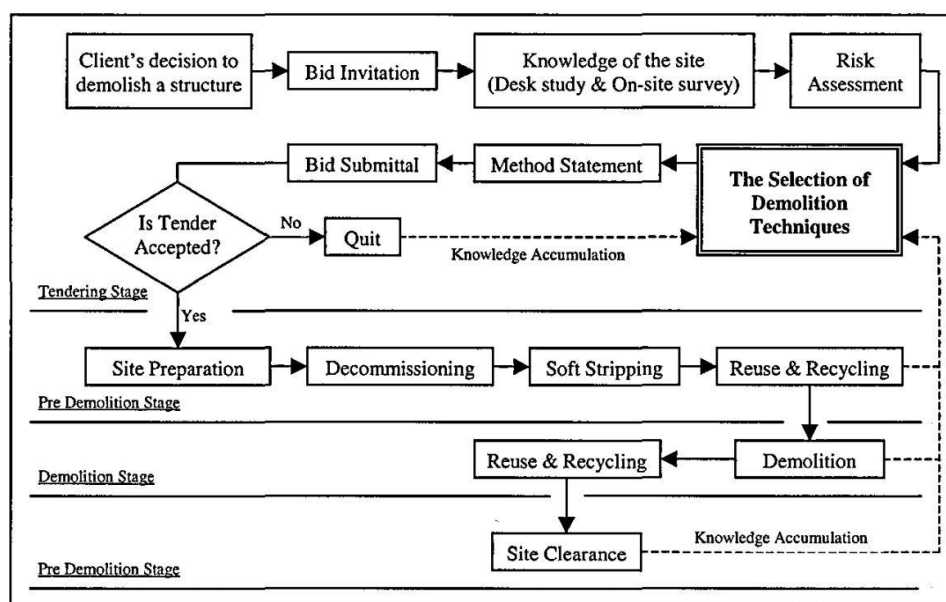 Client's decision to
demolish a structure
Bid Invitation
Knowledge of the site
(Desk study & On-site survey)
Risk
Assessment
Bid Submittal
Method Statement
The Selection of
Demolition
Techniques
Is Tender
Accepted?
No
Quit
Knowledge Accumulation
Tendering Stage
Yes
Site Preparation
Decommissioning
Soft Stripping
Reuse & Recycling
Pre Demolition Stage
Reuse & Recycling
Demolition
Demolition Stage
Site Clearance
Knowledge Accumulation
Pre Demolition Stage